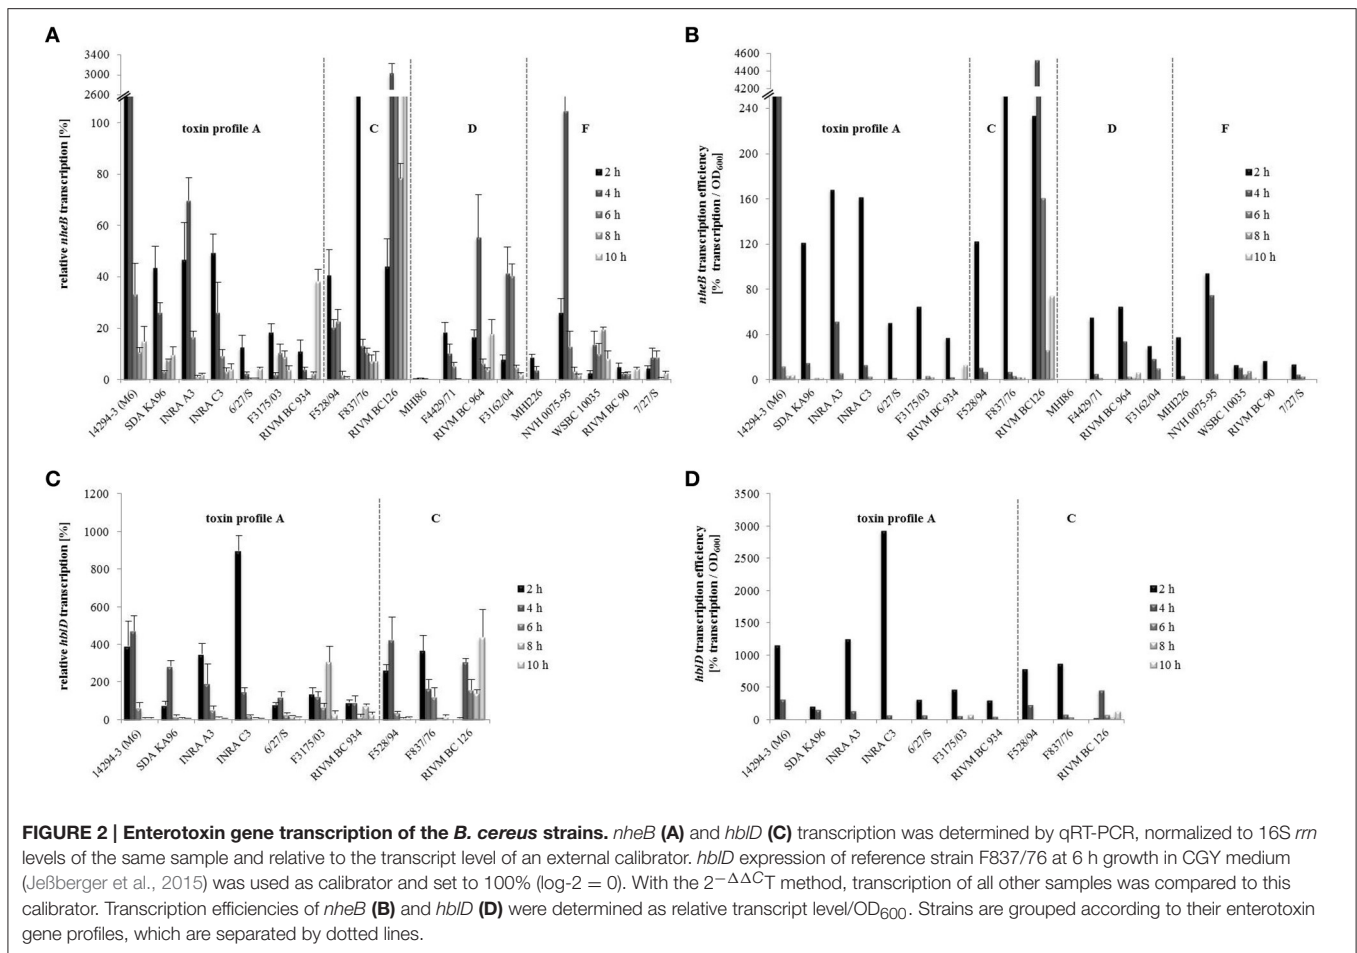 A
3400
3000
2600
100
80
60
40
20
0
relative nheB transcription [%]
toxin profile A
C
D
F
2 h
4 h
6 h
8 h
10 h
14294-3 (M6)
SDA KA96
INRA A3
INRA C3
6/27/S
F3175/03
RIVM BC 934
F528/94
F837/76
RIVM BC126
MHI86
F4429/71
RIVM BC 964
F3162/04
MHI226
NVH 0075-95
WSBC 10035
RIVM BC 90
7/27/S
B
4600
4400
4200
240
200
160
120
80
40
0
nheB transcription efficiency
[% transcription / OD600]
toxin profile A
C
D
F
2 h
4 h
6 h
8 h
10 h
14294-3 (M6)
SDA KA96
INRA A3
INRA C3
6/27/S
F3175/03
RIVM BC 934
F528/94
F837/76
RIVM BC126
MHI86
F4429/71
RIVM BC 964
F3162/04
MHI226
NVH 0075-95
WSBC 10035
RIVM BC 90
7/27/S
C
1200
1000
800
600
400
200
0
relative hblD transcription [%]
toxin profile A
C
2 h
4 h
6 h
8 h
10 h
14294-3 (M6)
SDA KA96
INRA A3
INRA C3
6/27/S
F3175/03
RIVM BC 934
F528/94
F837/76
RIVM BC 126
D
3500
3000
2500
2000
1500
1000
500
0
hblD transcription efficiency
[% transcription / OD600]
toxin profile A
C
2 h
4 h
6 h
8 h
10 h
14294-3 (M6)
SDA KA96
INRA A3
INRA C3
6/27/S
F3175/03
RIVM BC 934
F528/94
F837/76
RIVM BC 126
FIGURE 2 | Enterotoxin gene transcription of the B. cereus strains. nheB (A) and hblD (C) transcription was determined by qRT-PCR, normalized to 16S rrn
levels of the same sample and relative to the transcript level of an external calibrator. hblD expression of reference strain F837/76 at 6 h growth in CGY medium
(Jeßberger et al., 2015) was used as calibrator and set to 100% (log-2 = 0). With the 2−ΔΔCT method, transcription of all other samples was compared to this
calibrator. Transcription efficiencies of nheB (B) and hblD (D) were determined as relative transcript level/OD600. Strains are grouped according to their enterotoxin
gene profiles, which are separated by dotted lines.